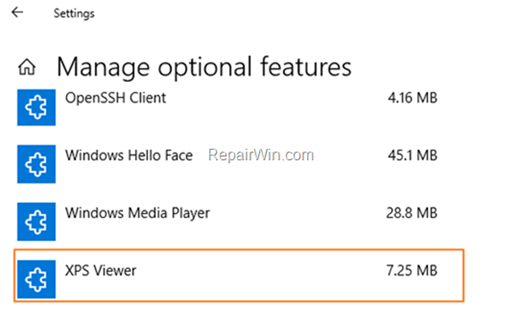 Settings
Manage optional features
OpenSSH Client 4.16 MB
Windows Hello Face RepairWin.com 45.1 MB
Windows Media Player 28.8 MB
XPS Viewer 7.25 MB